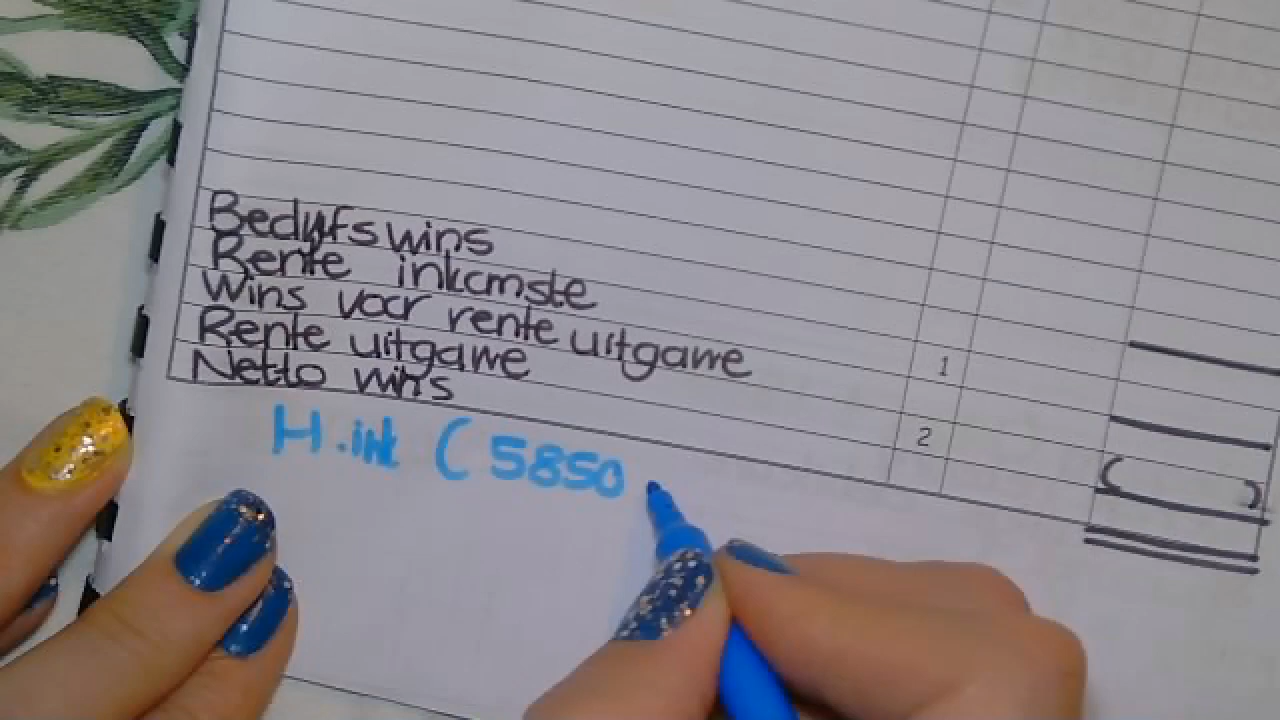 Bedryfswins
Rente inkomste
Wins voor rente uitgawe
1
Rente uitgawe
Netto wins
2
( )
H.ink ( 5850